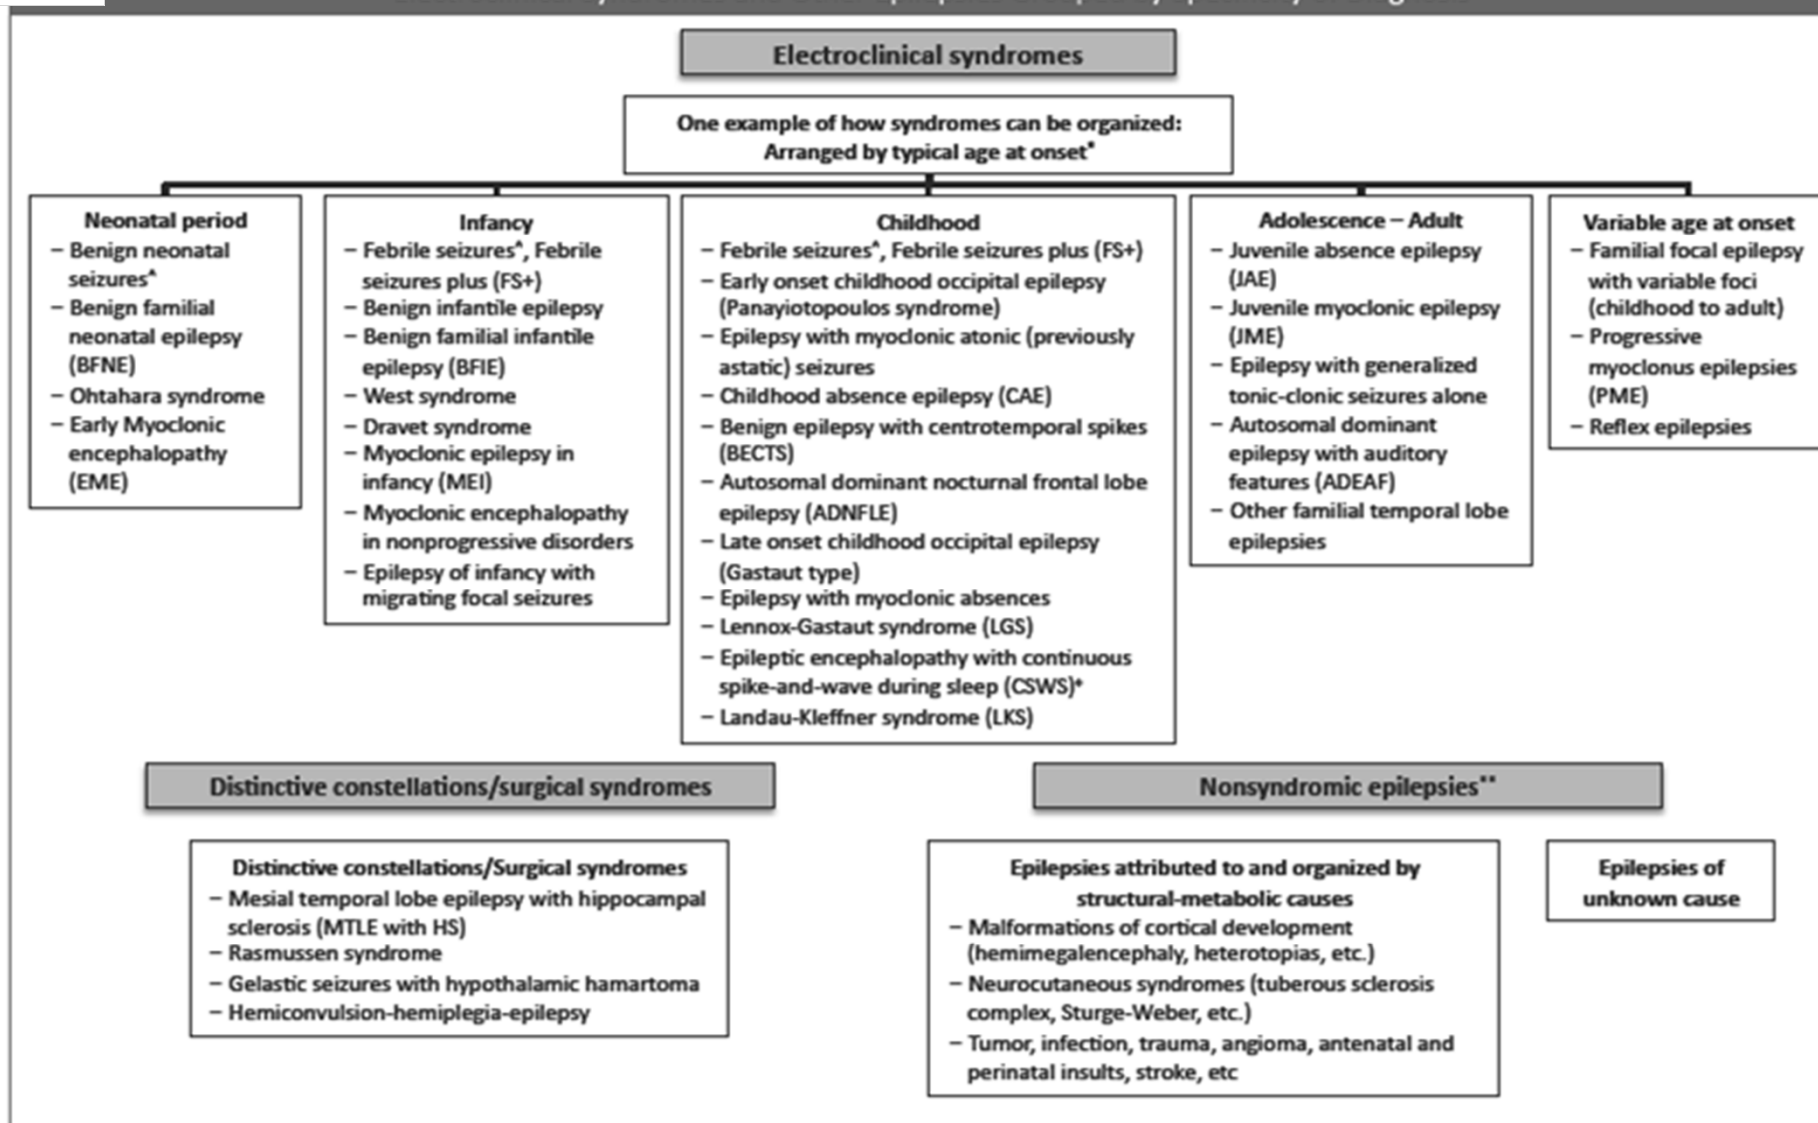 Electroclinical syndromes
One example of how syndromes can be organized:
Arranged by typical age at onset*
Neonatal period
– Benign neonatal
seizures^
– Benign familial
neonatal epilepsy
(BFNE)
– Ohtahara syndrome
– Early Myoclonic
encephalopathy
(EME)
Infancy
– Febrile seizures^, Febrile
seizures plus (FS+)
– Benign infantile epilepsy
– Benign familial infantile
epilepsy (BFIE)
– West syndrome
– Dravet syndrome
– Myoclonic epilepsy in
infancy (MEI)
– Myoclonic encephalopathy
in nonprogressive disorders
– Epilepsy of infancy with
migrating focal seizures
Childhood
– Febrile seizures^, Febrile seizures plus (FS+)
– Early onset childhood occipital epilepsy
(Panayiotopoulos syndrome)
– Epilepsy with myoclonic atonic (previously
astatic) seizures
– Childhood absence epilepsy (CAE)
– Benign epilepsy with centrotemporal spikes
(BECTS)
– Autosomal dominant nocturnal frontal lobe
epilepsy (ADNFLE)
– Late onset childhood occipital epilepsy
(Gastaut type)
– Epilepsy with myoclonic absences
– Lennox-Gastaut syndrome (LGS)
– Epileptic encephalopathy with continuous
spike-and-wave during sleep (CSWS)+
– Landau-Kleffner syndrome (LKS)
Adolescence – Adult
– Juvenile absence epilepsy
(JAE)
– Juvenile myoclonic epilepsy
(JME)
– Epilepsy with generalized
tonic-clonic seizures alone
– Autosomal dominant
epilepsy with auditory
features (ADEAF)
– Other familial temporal lobe
epilepsies
Variable age at onset
– Familial focal epilepsy
with variable foci
(childhood to adult)
– Progressive
myoclonus epilepsies
(PME)
– Reflex epilepsies
Distinctive constellations/surgical syndromes
Distinctive constellations/Surgical syndromes
– Mesial temporal lobe epilepsy with hippocampal
sclerosis (MTLE with HS)
– Rasmussen syndrome
– Gelastic seizures with hypothalamic hamartoma
– Hemiconvulsion-hemiplegia-epilepsy
Nonsyndromic epilepsies**
Epilepsies attributed to and organized by
structural-metabolic causes
– Malformations of cortical development
(hemimegalencephaly, heterotopias, etc.)
– Neurocutaneous syndromes (tuberous sclerosis
complex, Sturge-Weber, etc.)
– Tumor, infection, trauma, angioma, antenatal and
perinatal insults, stroke, etc
Epilepsies of
unknown cause